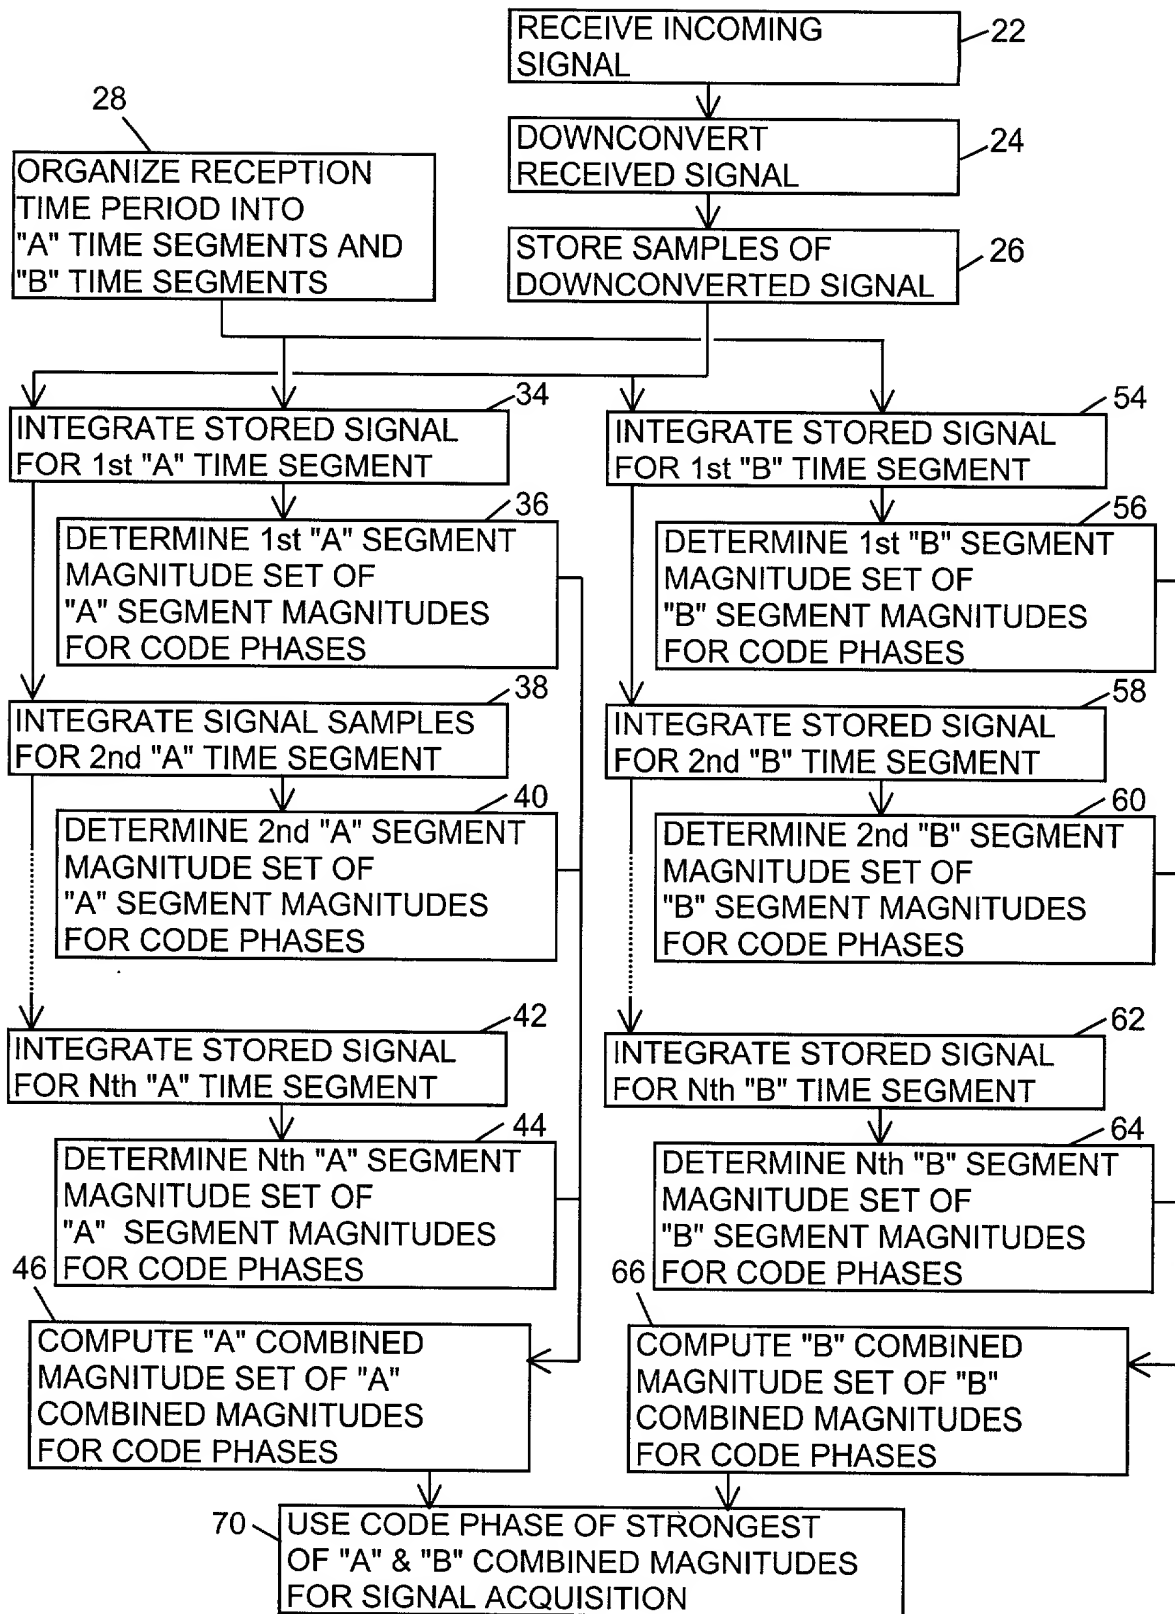 RECEIVE INCOMING
SIGNAL
22
DOWNCONVERT
RECEIVED SIGNAL
24
STORE SAMPLES OF
DOWNCONVERTED SIGNAL
26
28
ORGANIZE RECEPTION
TIME PERIOD INTO
"A" TIME SEGMENTS AND
"B" TIME SEGMENTS
34
INTEGRATE STORED SIGNAL
FOR 1st "A" TIME SEGMENT
36
DETERMINE 1st "A" SEGMENT
MAGNITUDE SET OF
"A" SEGMENT MAGNITUDES
FOR CODE PHASES
38
INTEGRATE SIGNAL SAMPLES
FOR 2nd "A" TIME SEGMENT
40
DETERMINE 2nd "A" SEGMENT
MAGNITUDE SET OF
"A" SEGMENT MAGNITUDES
FOR CODE PHASES
42
INTEGRATE STORED SIGNAL
FOR Nth "A" TIME SEGMENT
44
DETERMINE Nth "A" SEGMENT
MAGNITUDE SET OF
"A" SEGMENT MAGNITUDES
FOR CODE PHASES
46
COMPUTE "A" COMBINED
MAGNITUDE SET OF "A"
COMBINED MAGNITUDES
FOR CODE PHASES
54
INTEGRATE STORED SIGNAL
FOR 1st "B" TIME SEGMENT
56
DETERMINE 1st "B" SEGMENT
MAGNITUDE SET OF
"B" SEGMENT MAGNITUDES
FOR CODE PHASES
58
INTEGRATE STORED SIGNAL
FOR 2nd "B" TIME SEGMENT
60
DETERMINE 2nd "B" SEGMENT
MAGNITUDE SET OF
"B" SEGMENT MAGNITUDES
FOR CODE PHASES
62
INTEGRATE STORED SIGNAL
FOR Nth "B" TIME SEGMENT
64
DETERMINE Nth "B" SEGMENT
MAGNITUDE SET OF
"B" SEGMENT MAGNITUDES
FOR CODE PHASES
66
COMPUTE "B" COMBINED
MAGNITUDE SET OF "B"
COMBINED MAGNITUDES
FOR CODE PHASES
70
USE CODE PHASE OF STRONGEST
OF "A" & "B" COMBINED MAGNITUDES
FOR SIGNAL ACQUISITION